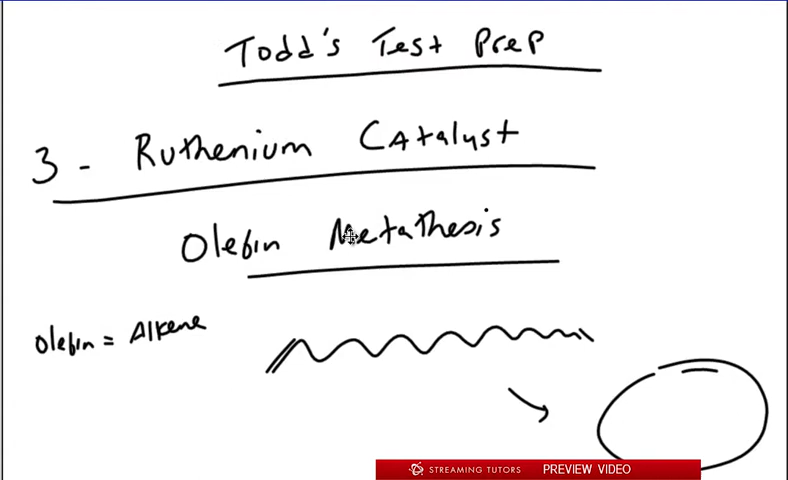 Todd's Test Prep
3 - Ruthenium Catalyst
Olefin Metathesis
Olefin = Alkene
STREAMING TUTORS PREVIEW VIDEO